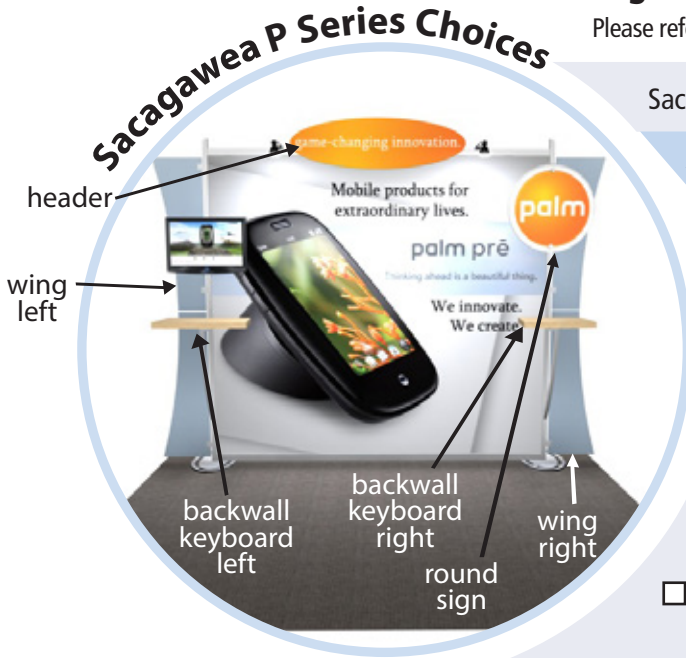 Sacagawea P Series Choices
Please ref
Sac
header
game-changing innovation.
Mobile products for
extraordinary lives.
palm
palm prē
Thinking ahead is a beautiful thing.
wing
left
We innovate.
We create
backwall
keyboard
left
backwall
keyboard
right
wing
right
round
sign